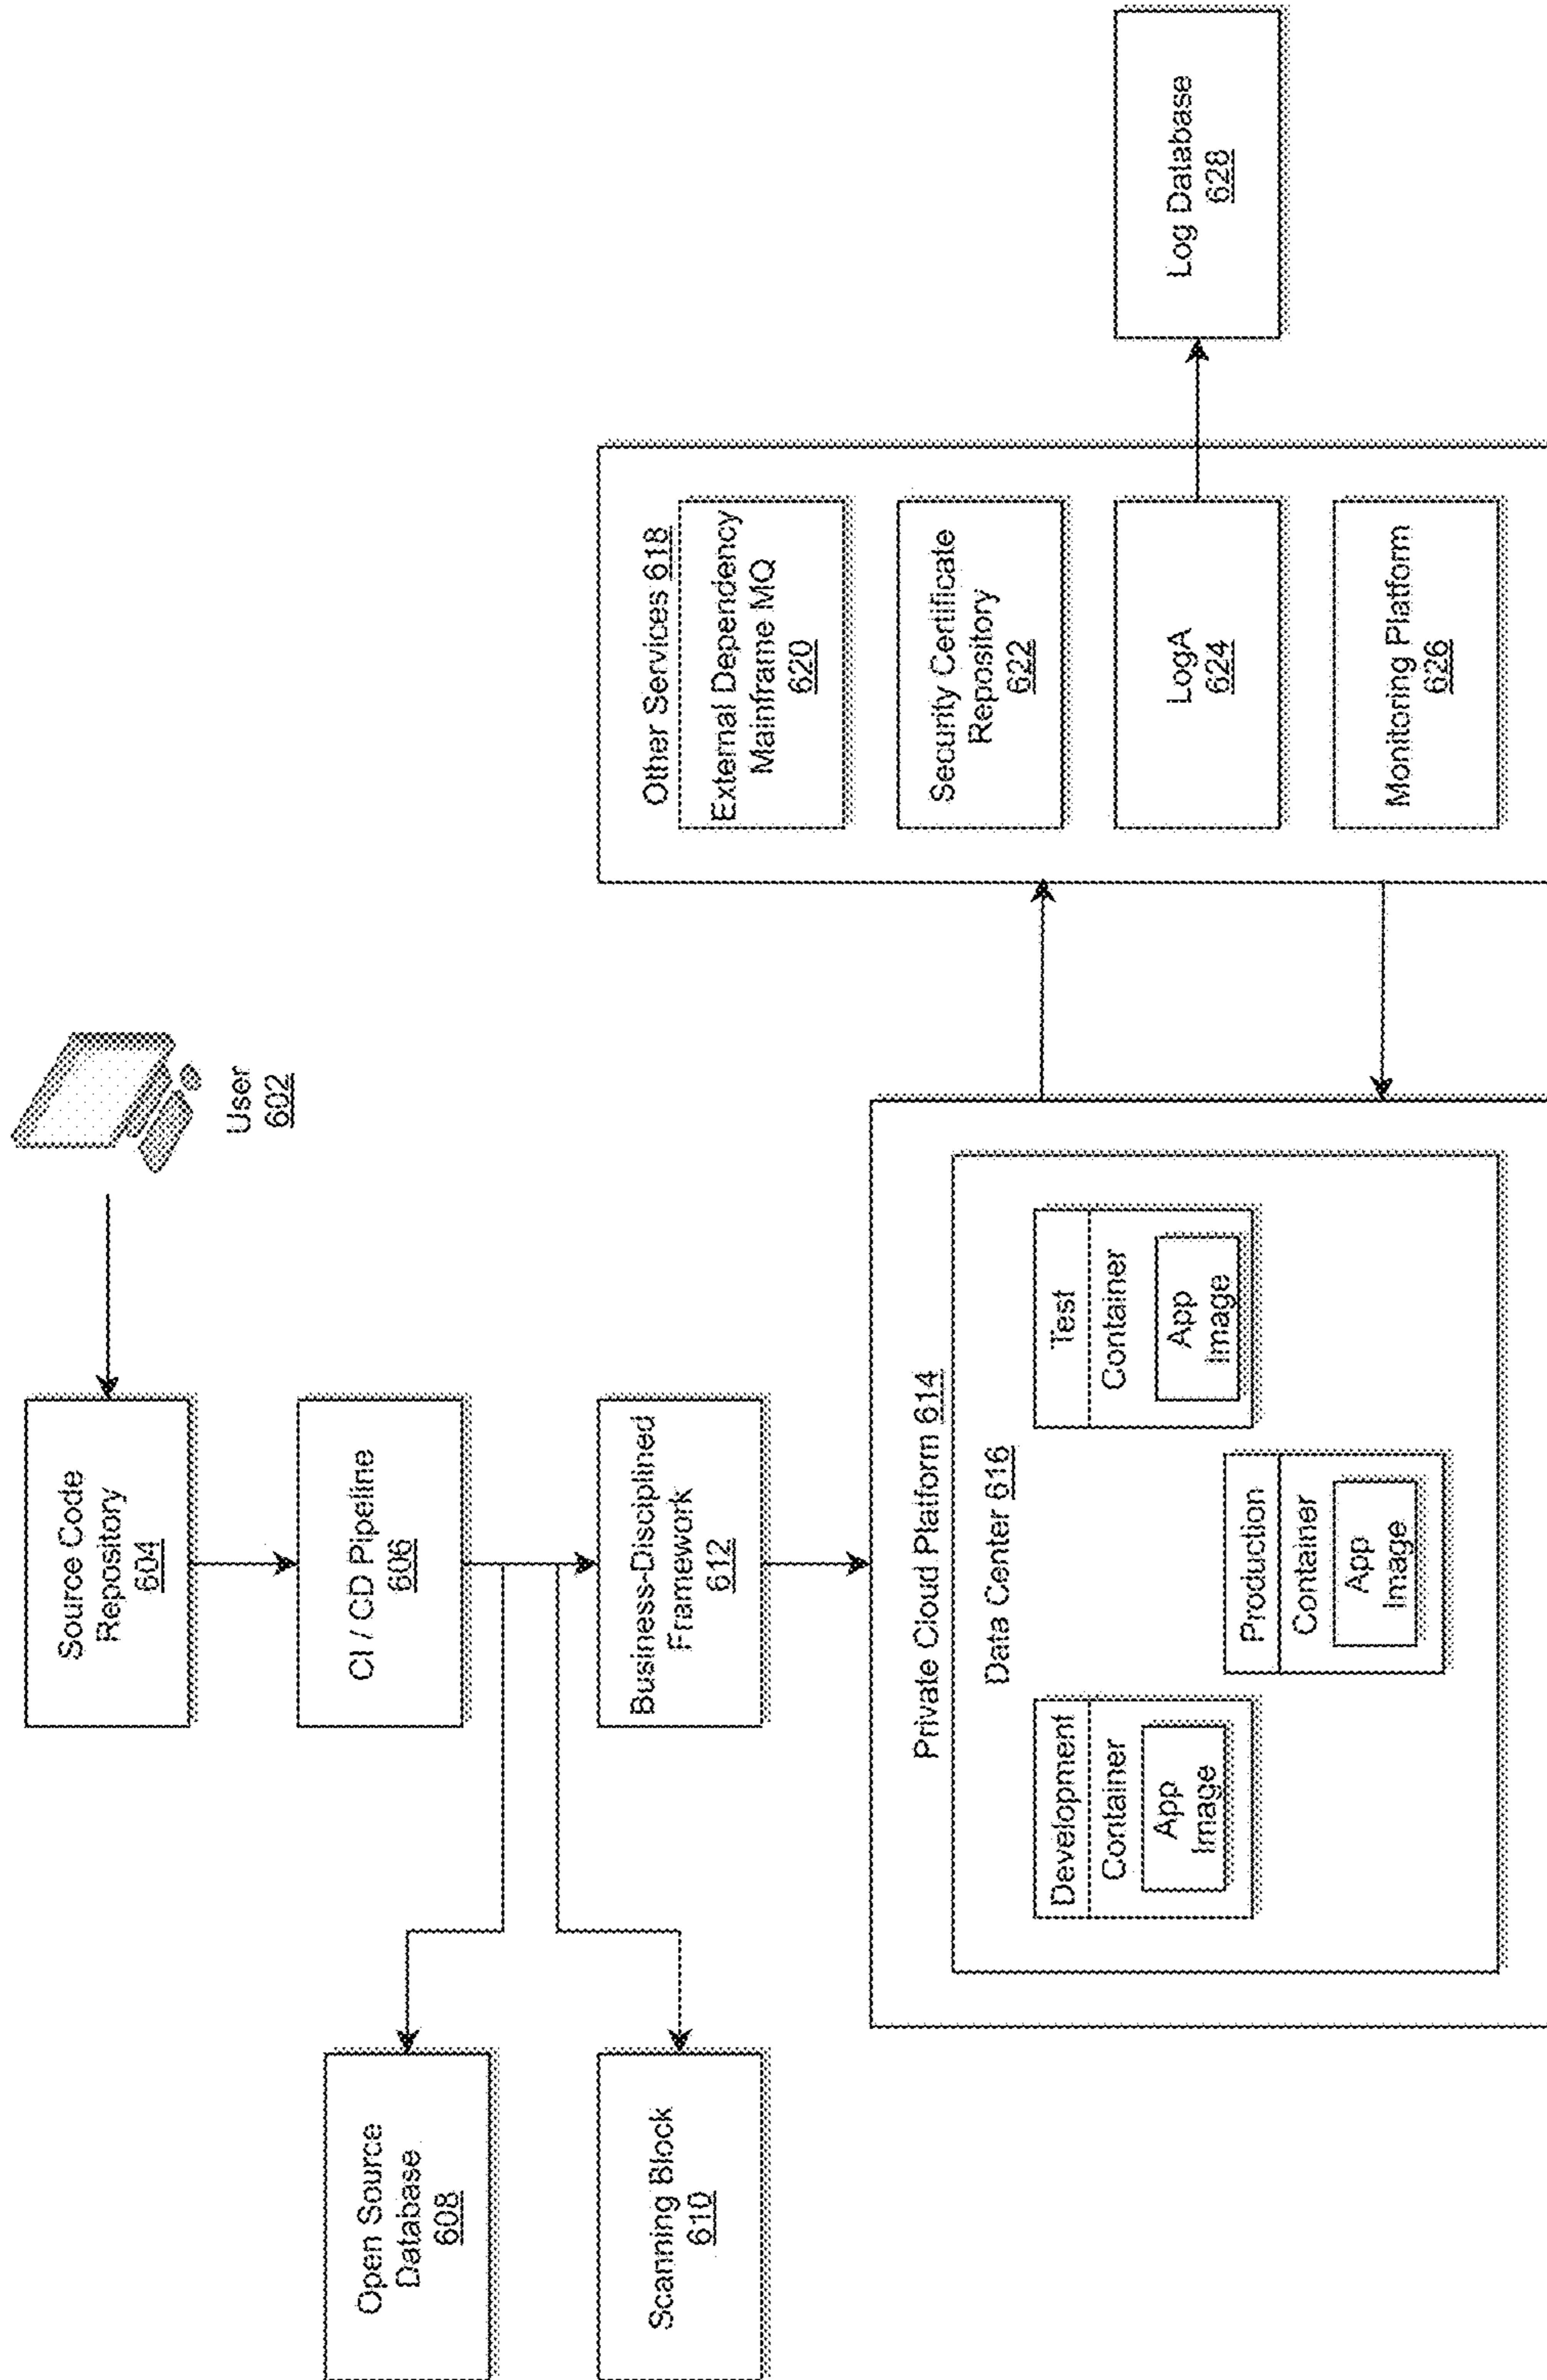 User
602
Source Code
Repository
604
CI / CD Pipeline
606
Open Source
Database
608
Scanning Block
610
Business-Disciplined
Framework
612
Private Cloud Platform 614
Data Center 616
Development
Container
App
Image
Production
Container
App
Image
Test
Container
App
Image
Other Services 618
External Dependency
Mainframe MQ
620
Security Certificate
Repository
622
LogA
624
Monitoring Platform
626
Log Database
628